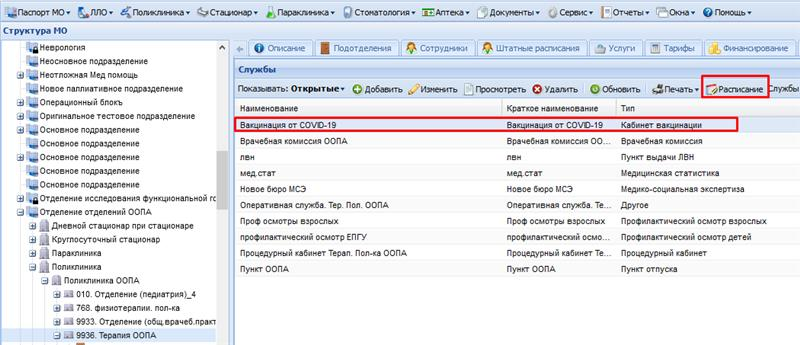 Паспорт МО ЛЛО Поликлиника Стационар Параклиника Стоматология Аптека Документы Сервис Отчеты Окна Помощь
Структура МО
Неврология
Неосновное подразделение
Неотложная Мед помощь
Новое паллиативное подразделение
Операционный блокъ
Оригинальное тестовое подразделение
Основное подразделение
Основное подразделение
Основное подразделение
Основное подразделение
Отделение исследования функциональной
Отделение отделений ООПА
Дневной стационар при стационаре
Круглосуточный стационар
Параклиника
Поликлиника
Поликлиника ООПА
010. Отделение (педиатрия)_4
768. физиотерапии. пол-ка
9933. Отделение (общ.врачеб.практ
9936. Терапия ООПА
Описание Подотделения Сотрудники Штатные расписания Услуги Тарифы Финансирование
Службы
Показывать: Открытые Добавить Изменить Просмотреть Удалить Обновить Печать Расписание Службы
Наименование Краткое наименование Тип
Вакцинация от COVID-19 Вакцинация от COVID-19 Кабинет вакцинации
Врачебная комиссия ООПА Врачебная комиссия ОО... Врачебная комиссия
лвн лвн Пункт выдачи ЛВН
мед.стат мед.стат Медицинская статистика
Новое бюро МСЭ Новое бюро МСЭ Медико-социальная экспертиза
Оперативная служба. Тер. Пол. ООПА Оперативная служба. Те... Другое
Проф осмотры взрослых Проф осмотры взрослых Профилактический осмотр взрослых
профилактический осмотр ЕПГУ профилактический осмо... Профилактический осмотр детей
Процедурный кабинет Терап. Пол-ка ООПА Процедурный кабинет Те... Процедурный кабинет
Пункт ООПА Пункт ООПА Пункт отпуска